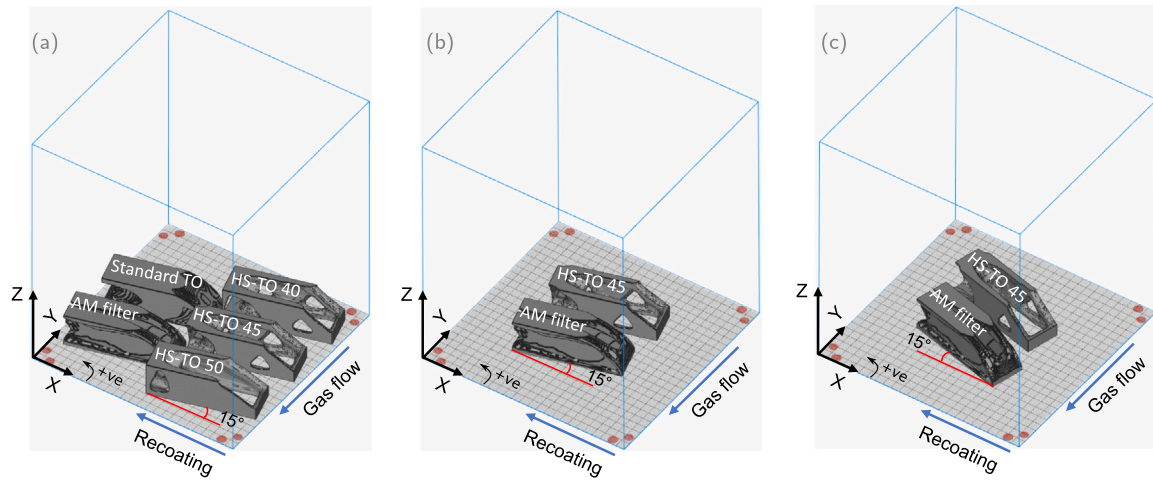 (a)
Standard TO
HS-TO 40
AM filter
HS-TO 45
HS-TO 50
Z
Y
X
+ve
15°
Gas flow
Recoating
(b)
HS-TO 45
AM filter
Z
Y
X
+ve
15°
Gas flow
Recoating
(c)
HS-TO 45
AM filter
Z
Y
X
+ve
15°
Gas flow
Recoating